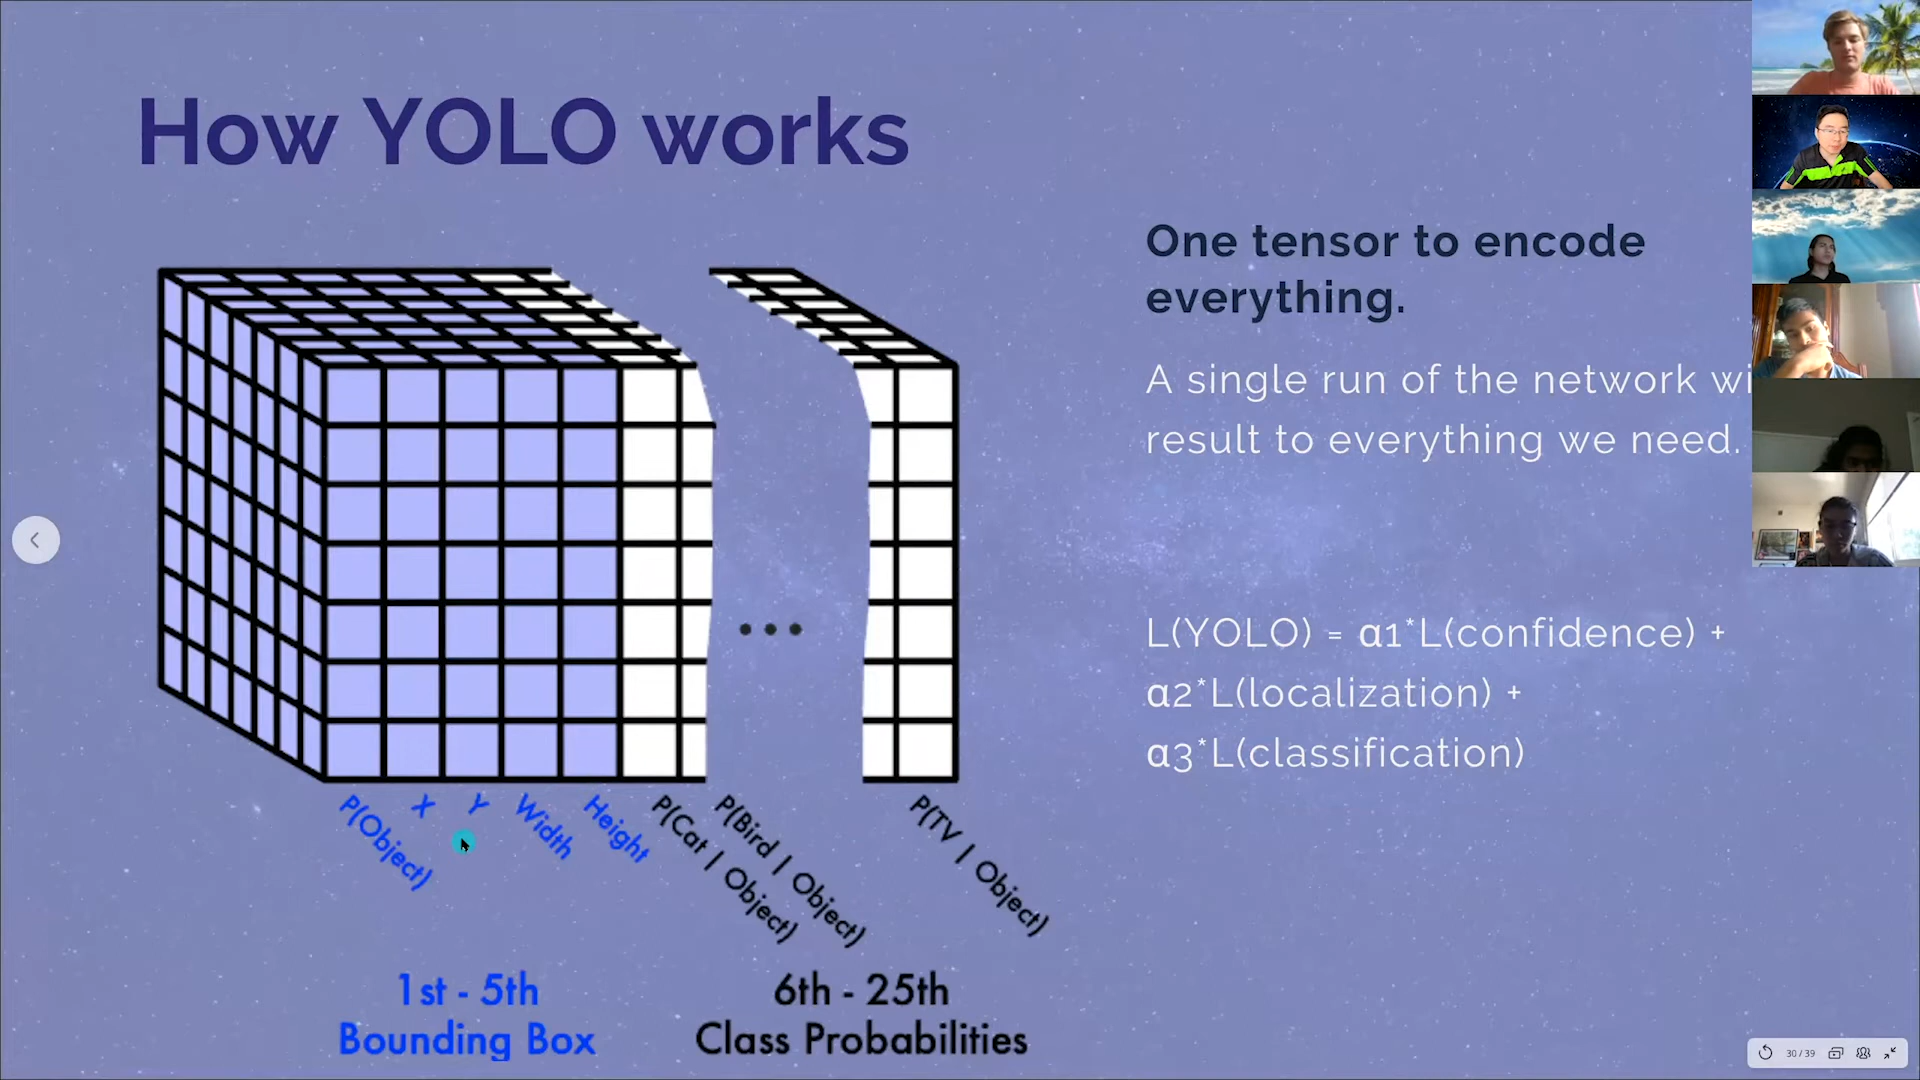 How YOLO works
One tensor to encode
everything.
A single run of the network wi
result to everything we need.
L(YOLO) = α1*L(confidence) +
α2*L(localization) +
α3*L(classification)
P(Object)
X
Y
Width
Height
P(Cat | Object)
P(Bird | Object)
P(TV | Object)
1st - 5th
Bounding Box
6th - 25th
Class Probabilities
30 / 39